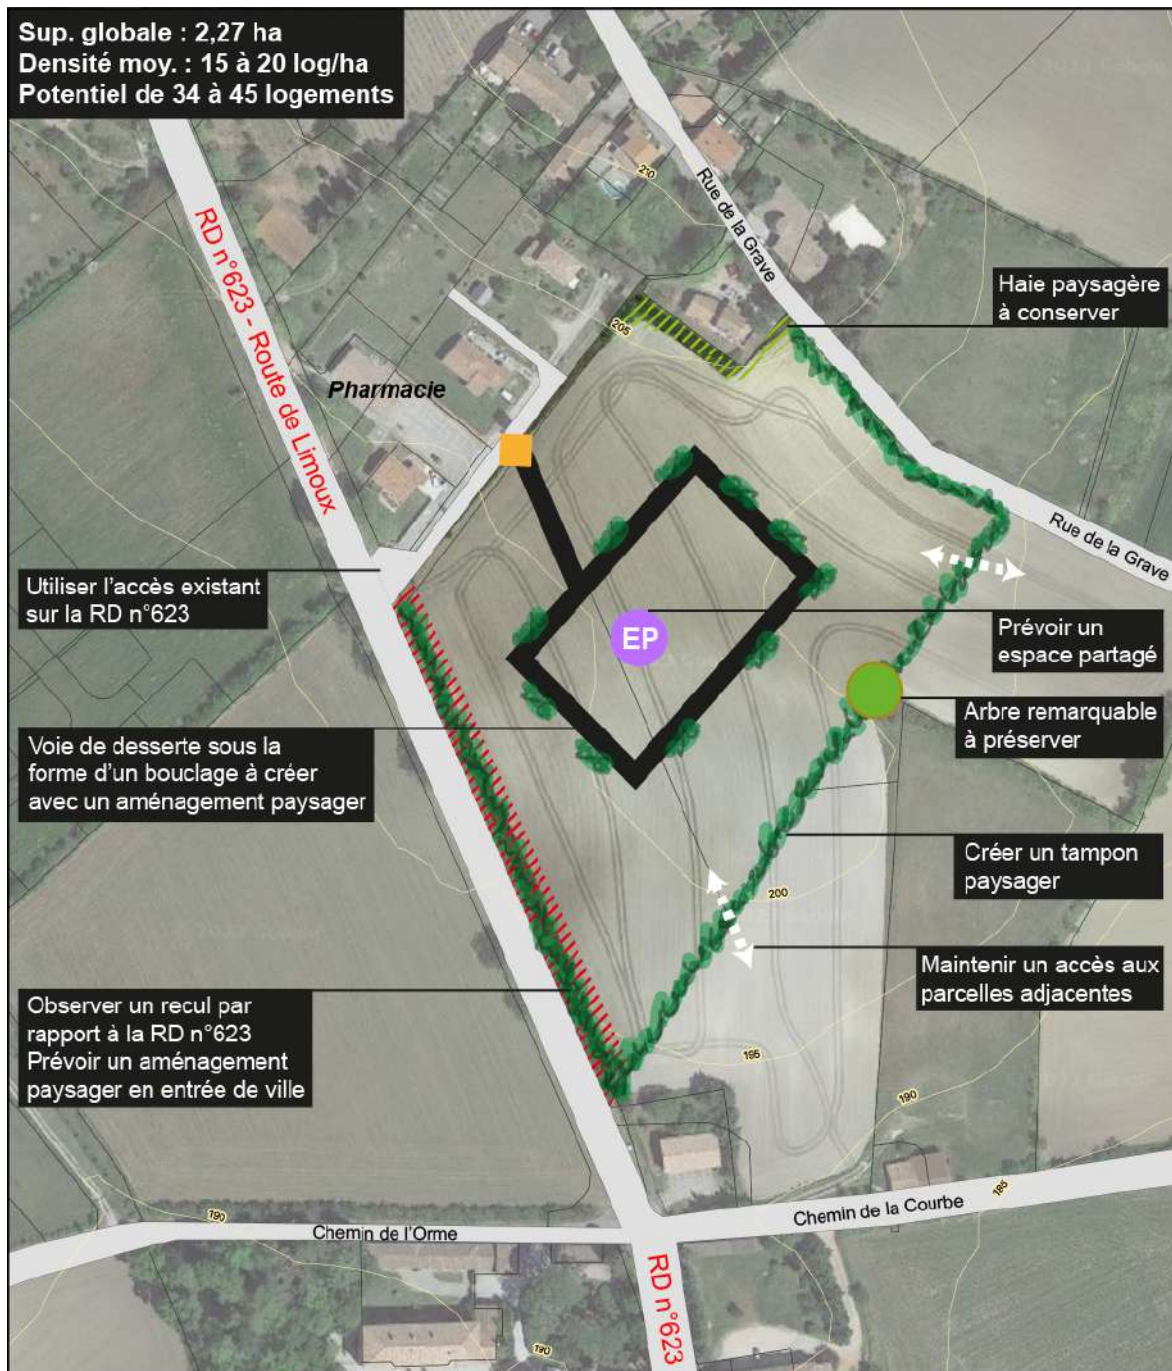 Sup. globale : 2,27 ha
Densité moy. : 15 à 20 log/ha
Potentiel de 34 à 45 logements
210
Rue de la Grave
RD n°623 - Route de Limoux
Haie paysagère
à conserver
205
Pharmacie
Rue de la Grave
Utiliser l'accès existant
sur la RD n°623
EP
Prévoir un
espace partagé
Arbre remarquable
à préserver
Voie de desserte sous la
forme d'un bouclage à créer
avec un aménagement paysager
Créer un tampon
paysager
200
Maintenir un accès aux
parcelles adjacentes
Observer un recul par
rapport à la RD n°623
Prévoir un aménagement
paysager en entrée de ville
195
190
185
190
Chemin de l'Orme
Chemin de la Courbe
RD n°623
190